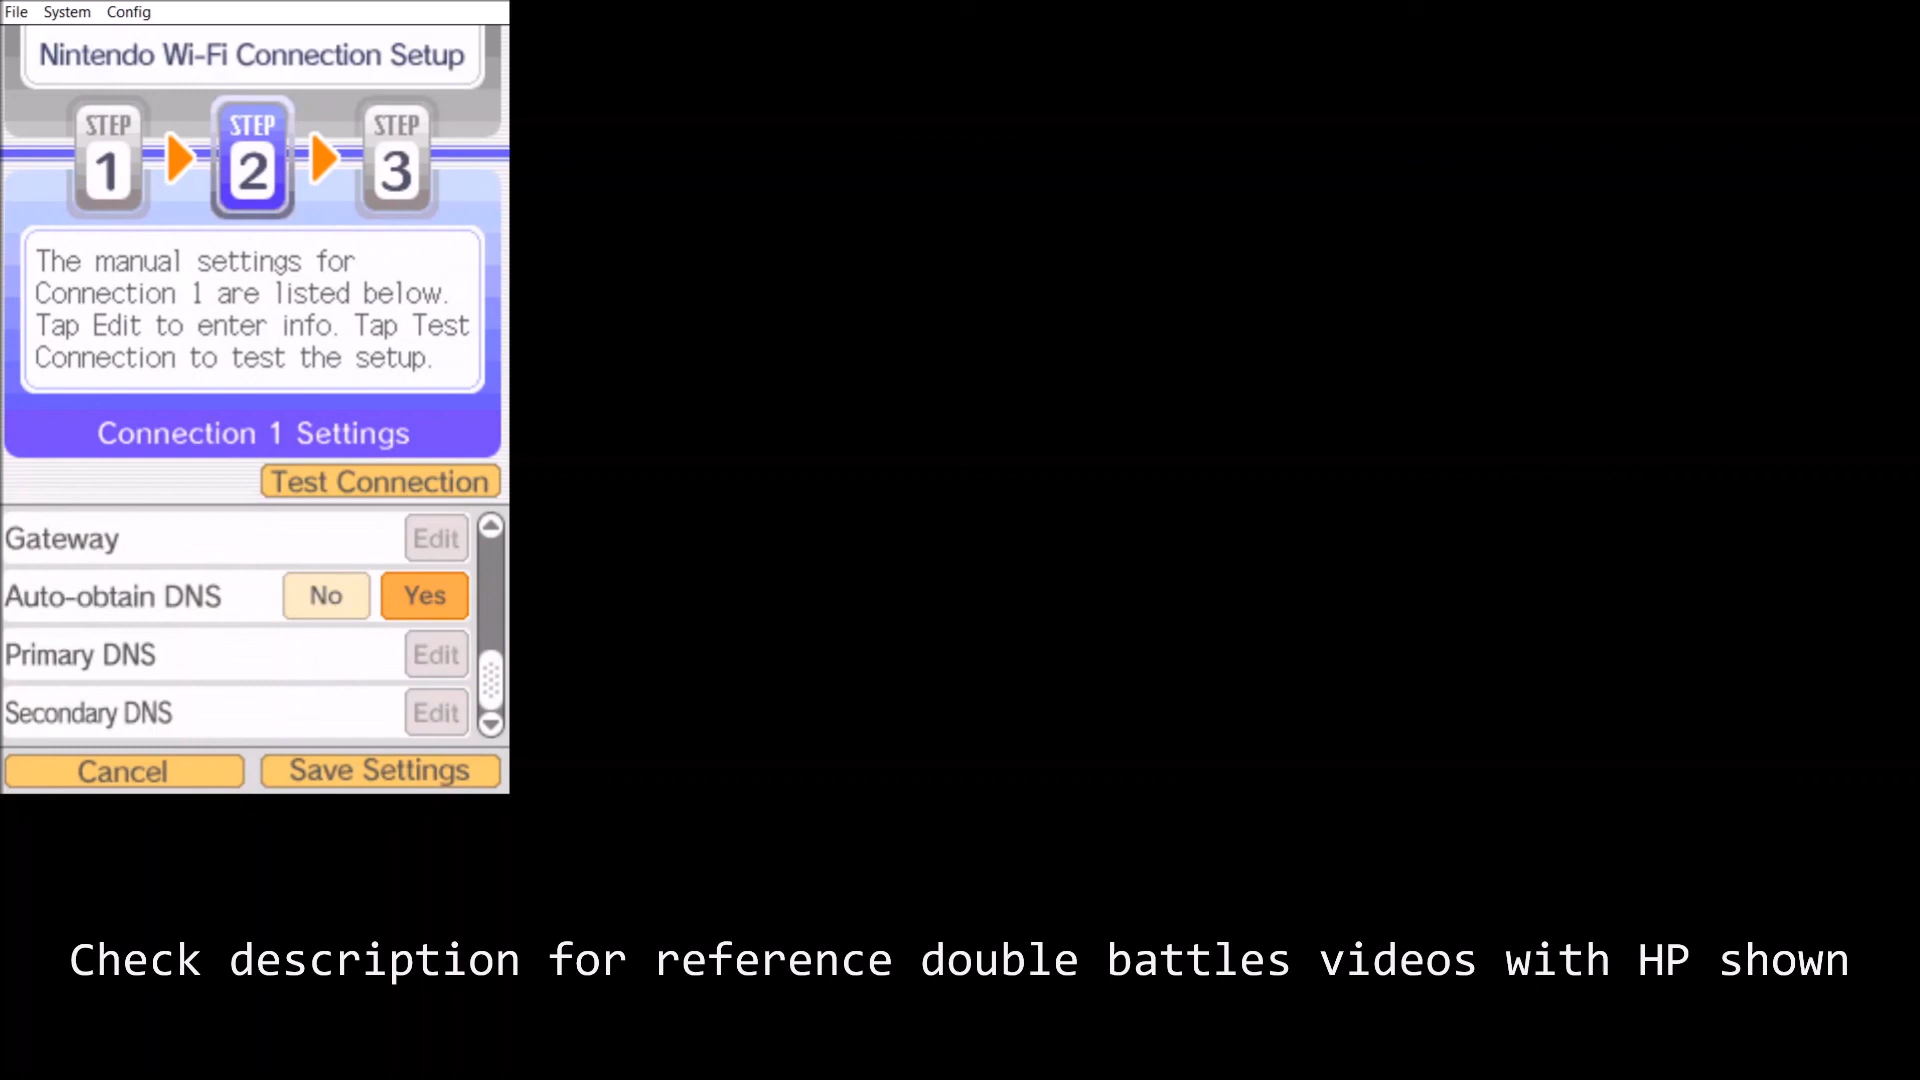 File System Config
Nintendo Wi-Fi Connection Setup
STEP STEP STEP
1 2 3
The manual settings for
Connection 1 are listed below.
Tap Edit to enter info. Tap Test
Connection to test the setup.
Connection 1 Settings
Test Connection
Gateway Edit
Auto-obtain DNS No Yes
Primary DNS Edit
Secondary DNS Edit
Cancel Save Settings
Check description for reference double battles videos with HP shown